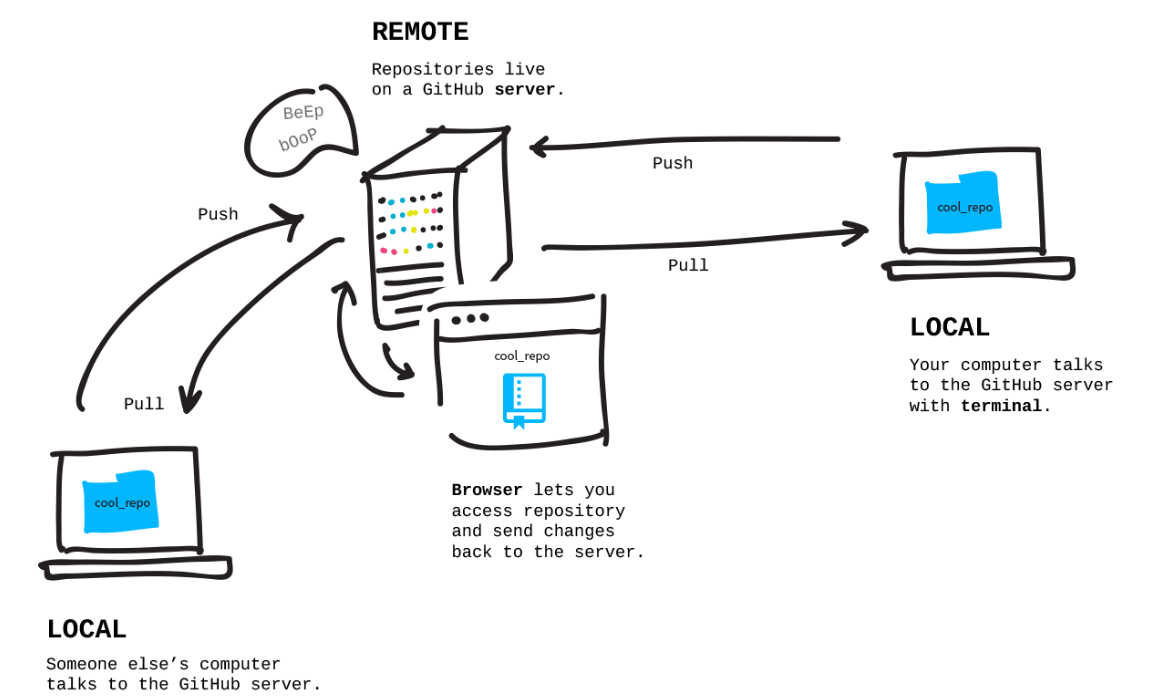 REMOTE
Repositories live
on a GitHub server.
BeEp
bOoP
Push
Pull
cool_repo
LOCAL
Your computer talks
to the GitHub server
with terminal.
Push
Pull
cool_repo
Browser lets you
access repository
and send changes
back to the server.
cool_repo
LOCAL
Someone else’s computer
talks to the GitHub server.